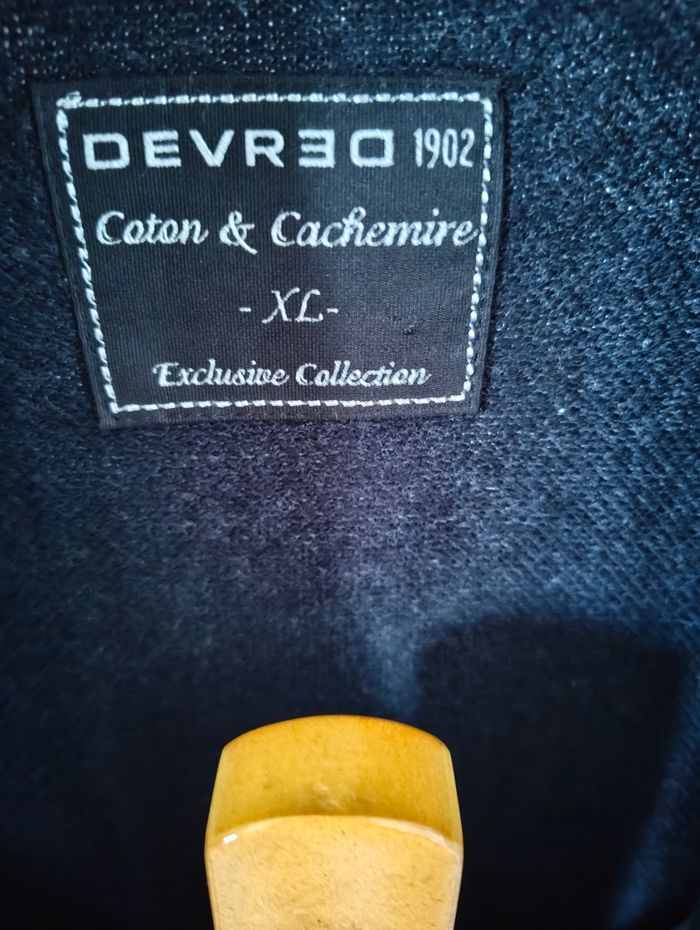 DEVRED 1902
Coton & Cachemire
- XL-
Exclusive Collection